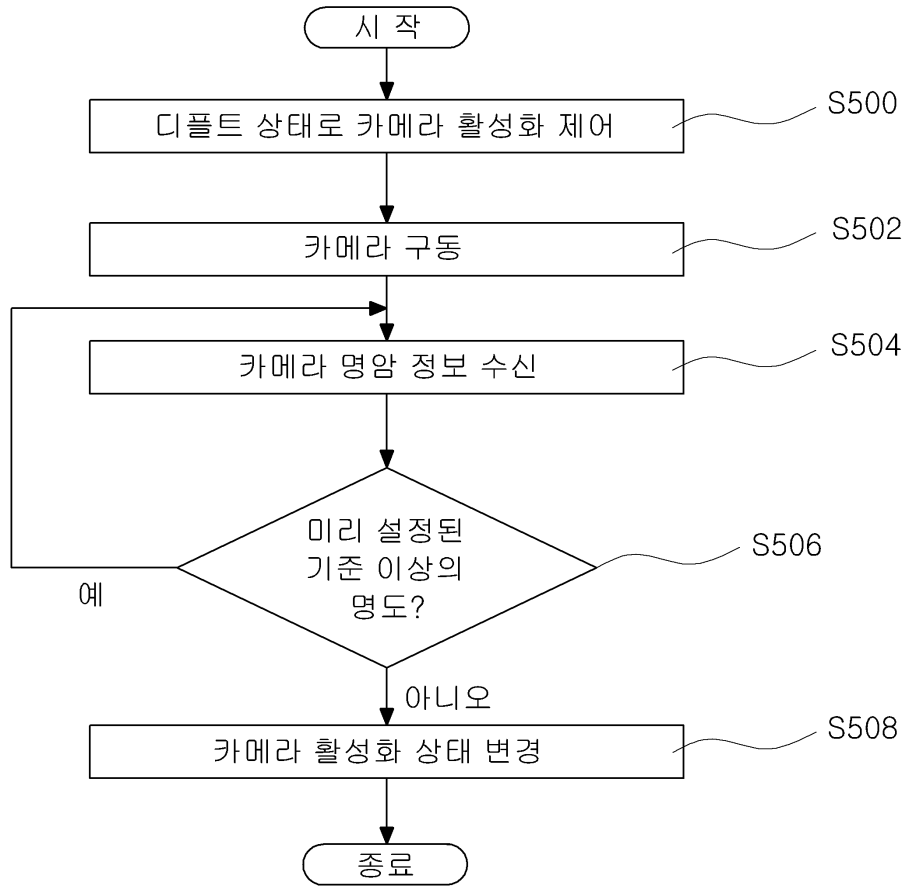 시 작
디플트 상태로 카메라 활성화 제어
S500
카메라 구동
S502
카메라 명암 정보 수신
S504
미리 설정된
기준 이상의
명도?
S506
예
아니오
카메라 활성화 상태 변경
S508
종료